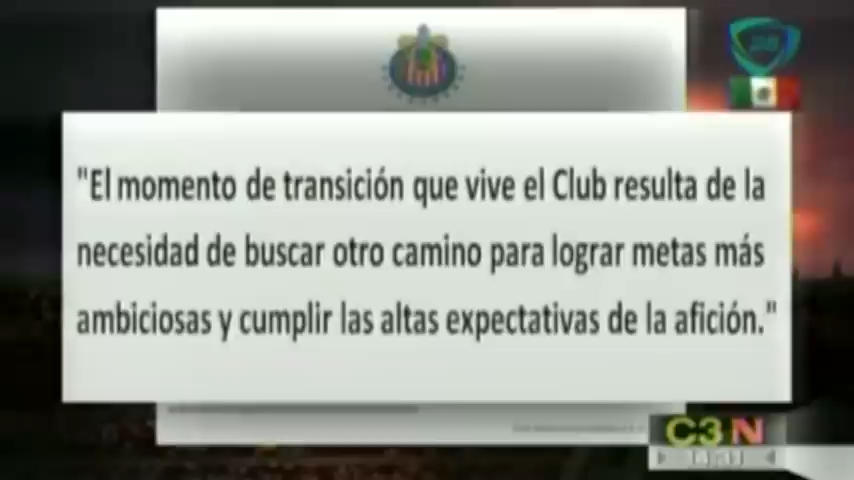 "El momento de transición que vive el Club resulta de la
necesidad de buscar otro camino para lograr metas más
ambiciosas y cumplir las altas expectativas de la afición."
C3N